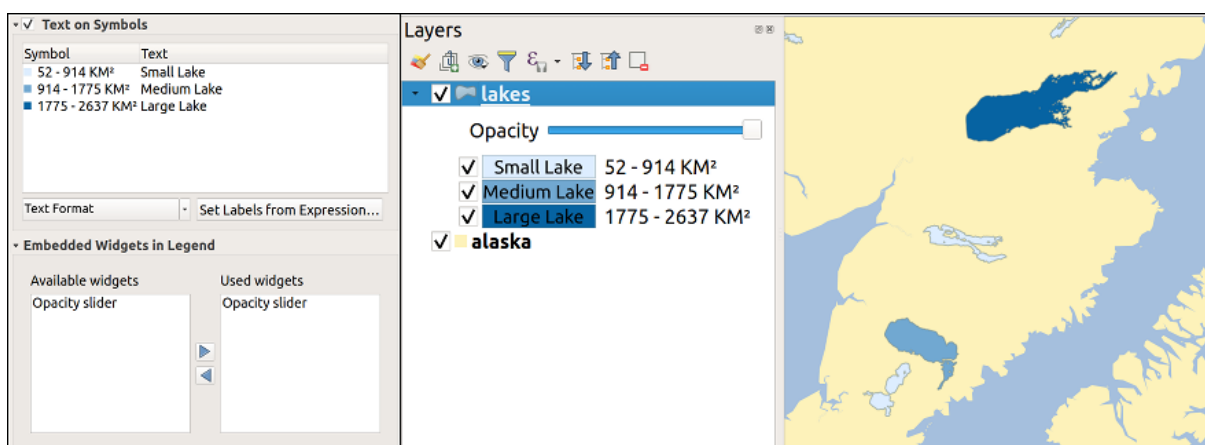 Text on Symbols
Symbol Text
52 - 914 KM² Small Lake
914 - 1775 KM² Medium Lake
1775 - 2637 KM² Large Lake
Text Format
Set Labels from Expression...
Embedded Widgets in Legend
Available widgets
Opacity slider
Used widgets
Opacity slider
Layers
lakes
Opacity
Small Lake 52 - 914 KM²
Medium Lake 914 - 1775 KM²
Large Lake 1775 - 2637 KM²
alaska